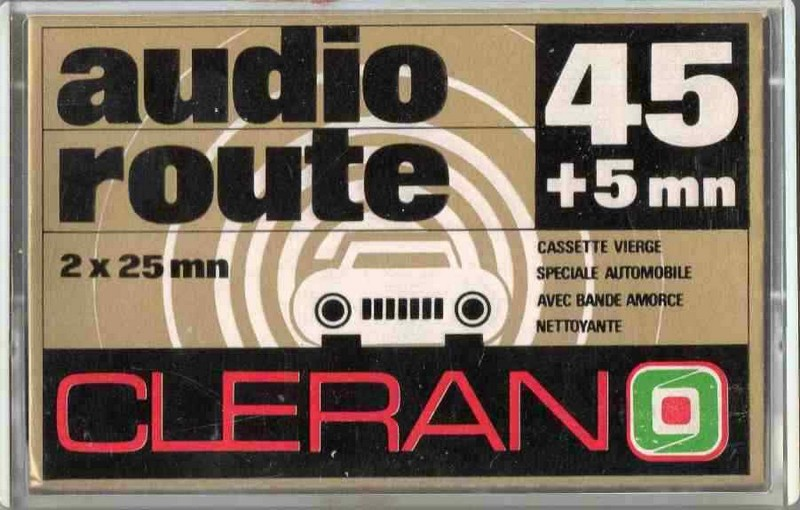 audio
route
45
+5 mn
2 x 25 mn
CASSETTE VIERGE
SPECIALE AUTOMOBILE
AVEC BANDE AMORCE
NETTOYANTE
CLERAN